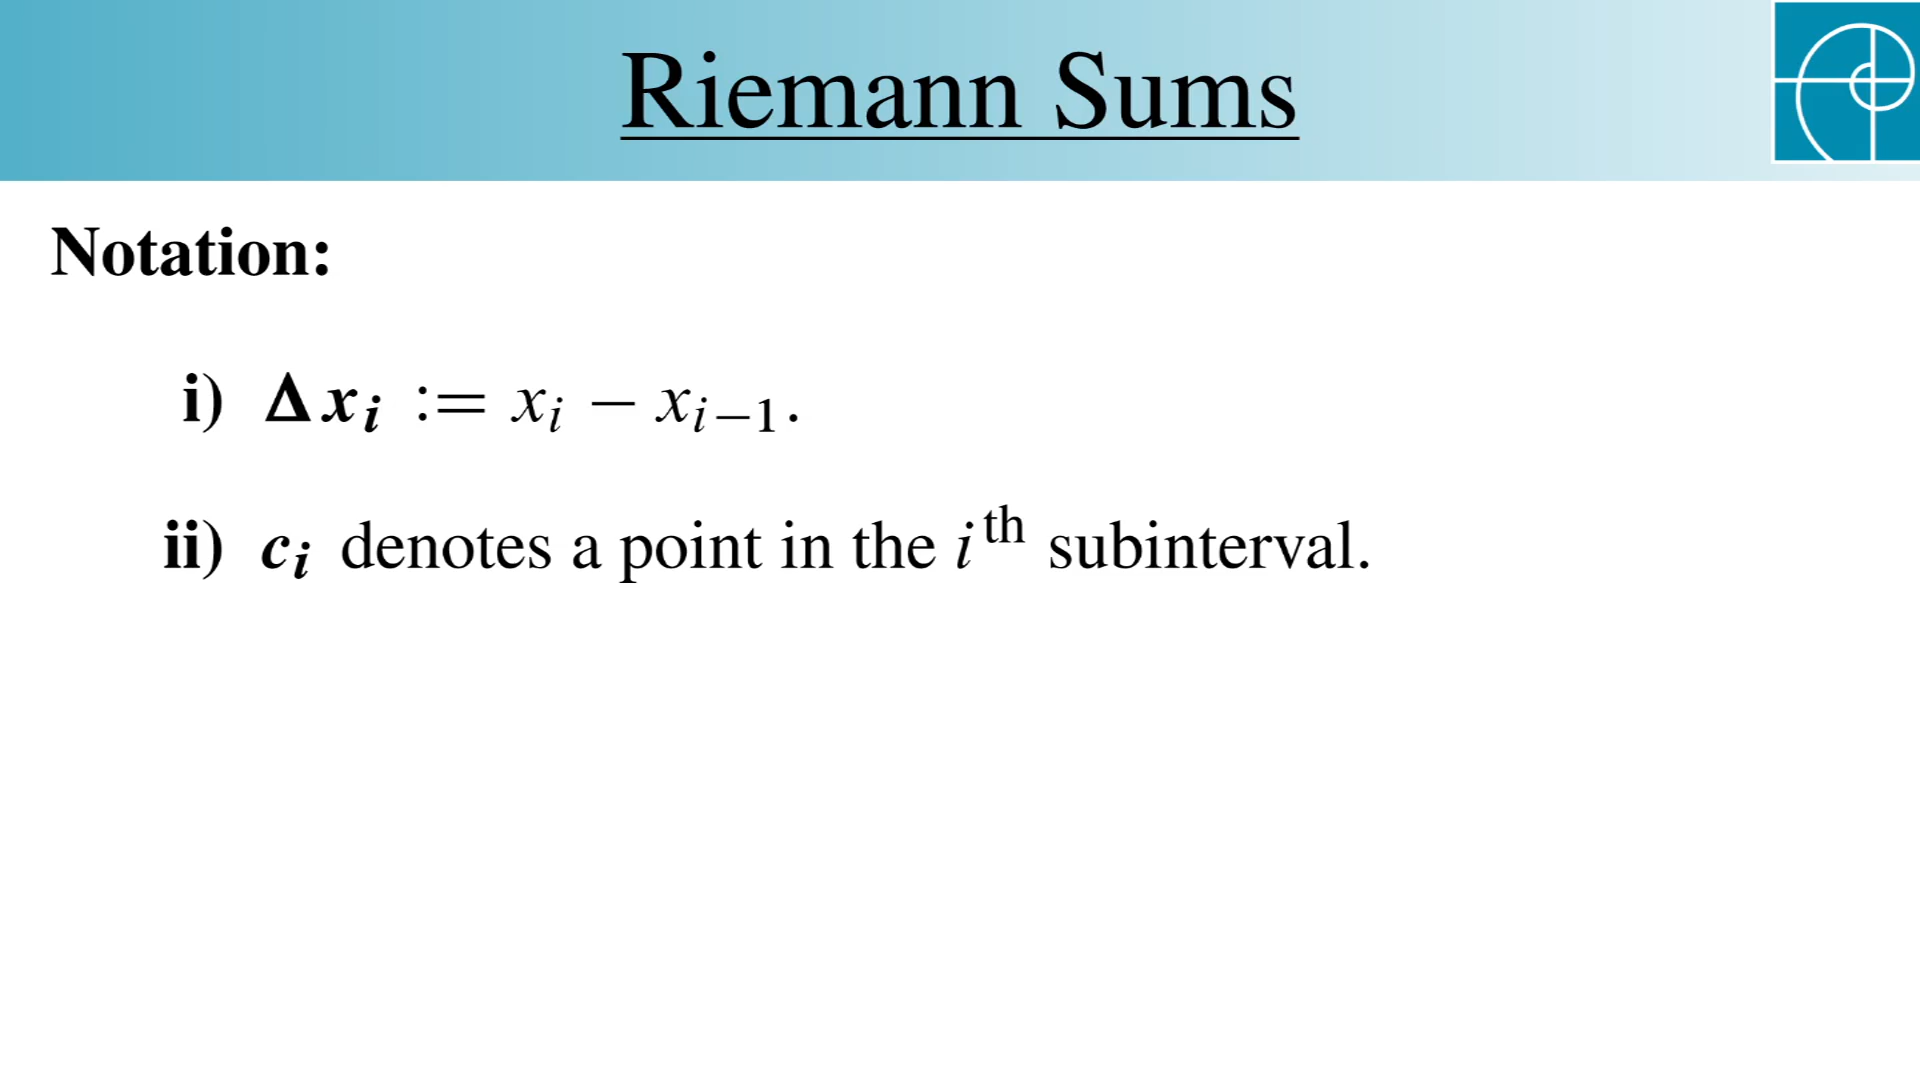 Riemann Sums
Notation:
i) Δx_i := x_i − x_{i−1}.
ii) c_i denotes a point in the i^th subinterval.